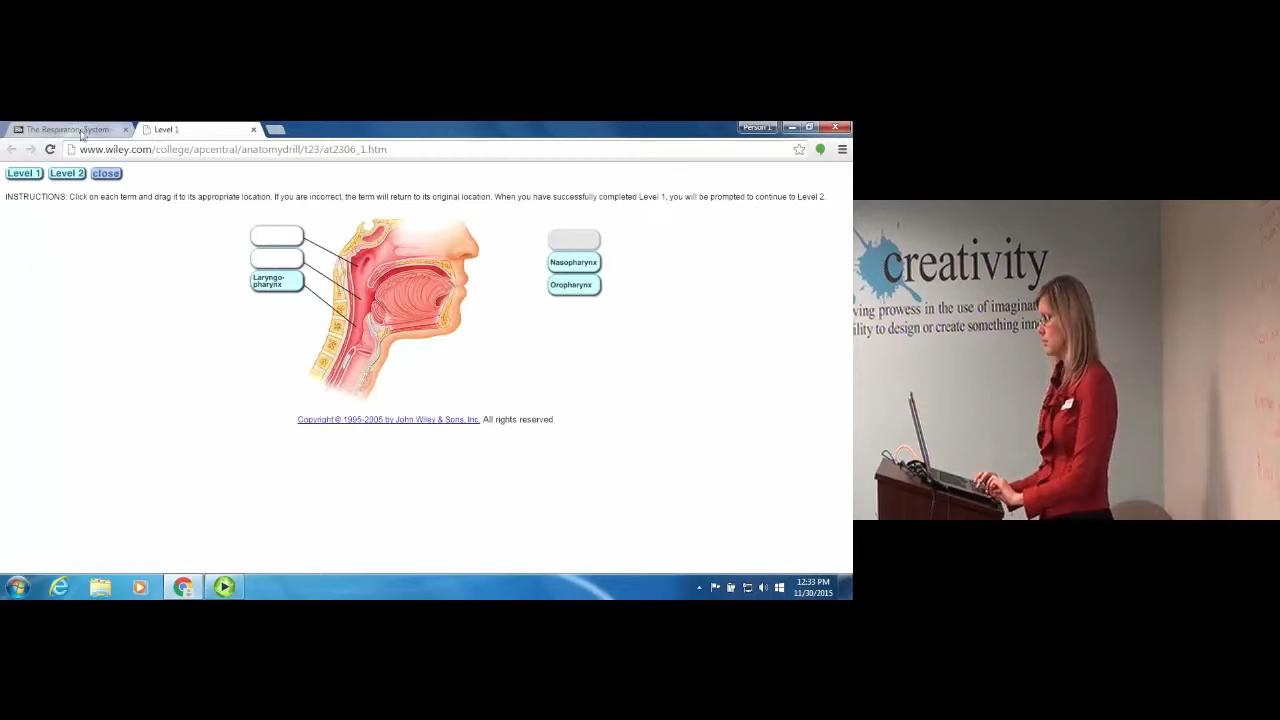 The Respiratory System
Level 1
Person 1
www.wiley.com/college/apcentral/anatomydrill/t23/at2306_1.htm
Level 1
Level 2
close
INSTRUCTIONS: Click on each term and drag it to its appropriate location. If you are incorrect, the term will return to its original location. When you have successfully completed Level 1, you will be prompted to continue to Level 2.
Laryngo-
pharynx
Nasopharynx
Oropharynx
Copyright © 1995-2005 by John Wiley & Sons, Inc. All rights reserved.
12:33 PM
11/30/2015
creativity
ving prowess in the use of imaginat
ility to design or create something inn